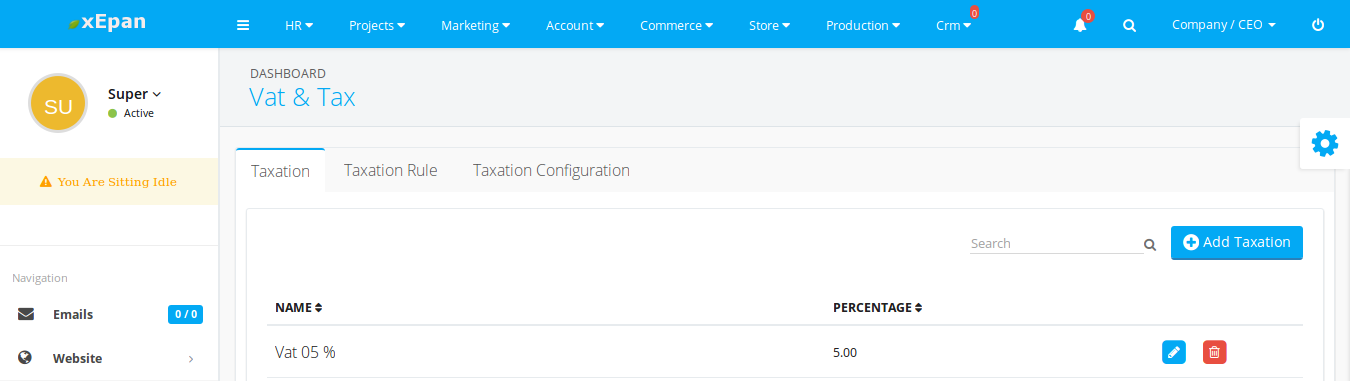 xEpan HR Projects Marketing Account Commerce Store Production Crm 0 0 Company / CEO
SU Super
Active
You Are Sitting Idle
Navigation
Emails 0 / 0
Website
DASHBOARD
Vat & Tax
Taxation Taxation Rule Taxation Configuration
Search Add Taxation
NAME PERCENTAGE
Vat 05 % 5.00